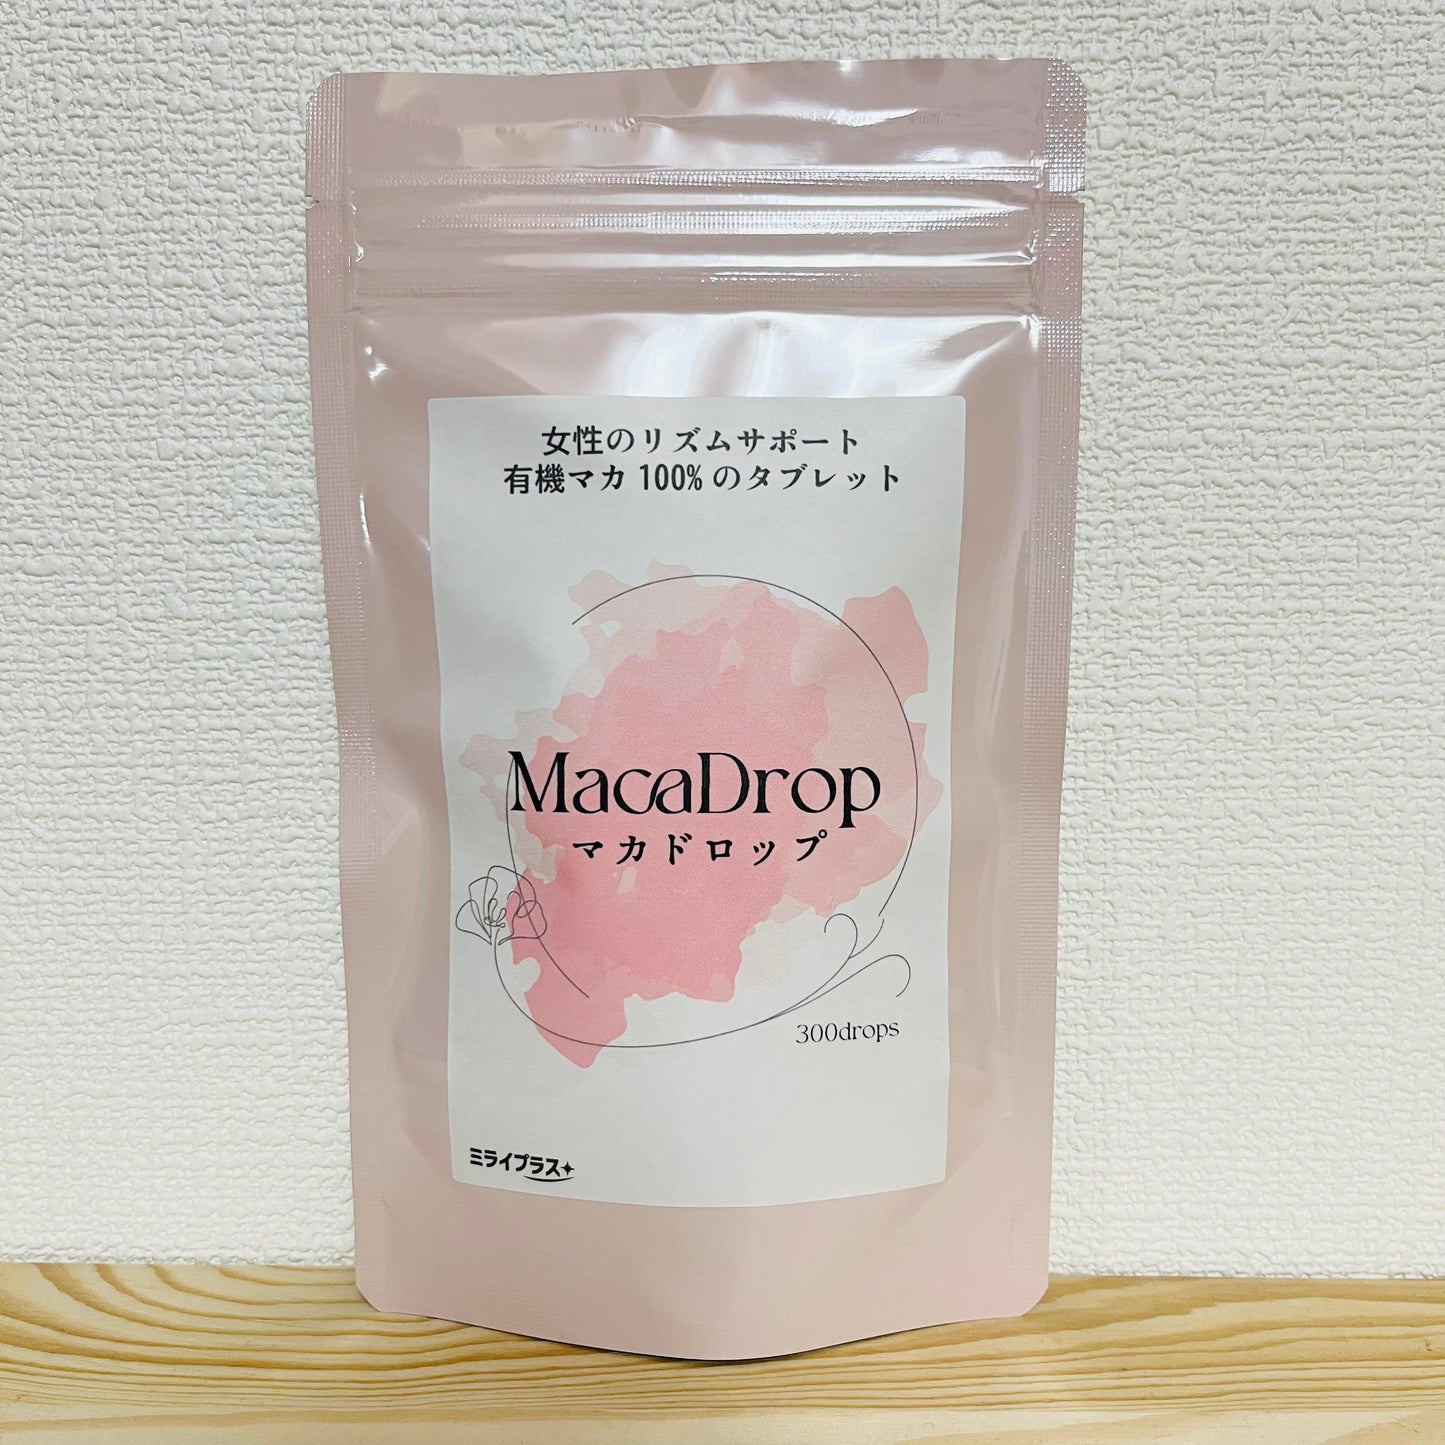 女性のリズムサポート
有機マカ 100% のタブレット
MacaDrop
マカドロップ
300drops
ミライプラス